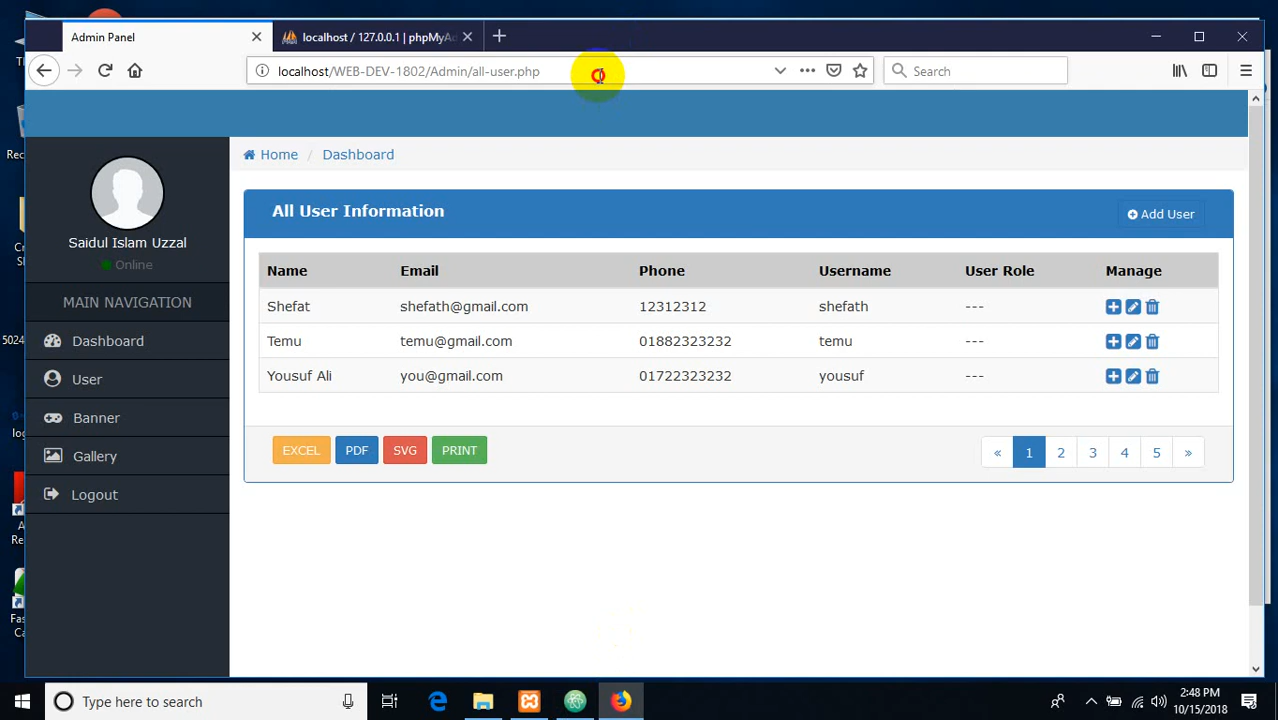 Admin Panel
localhost / 127.0.0.1 | phpMyAd
localhost/WEB-DEV-1802/Admin/all-user.php
Search
Home / Dashboard
Saidul Islam Uzzal
Online
MAIN NAVIGATION
Dashboard
User
Banner
Gallery
Logout
All User Information
Add User
Name Email Phone Username User Role Manage
Shefat shefath@gmail.com 12312312 shefath ---
Temu temu@gmail.com 01882323232 temu ---
Yousuf Ali you@gmail.com 01722323232 yousuf ---
EXCEL PDF SVG PRINT
« 1 2 3 4 5 »
Rec
5024
Type here to search
2:48 PM
10/15/2018